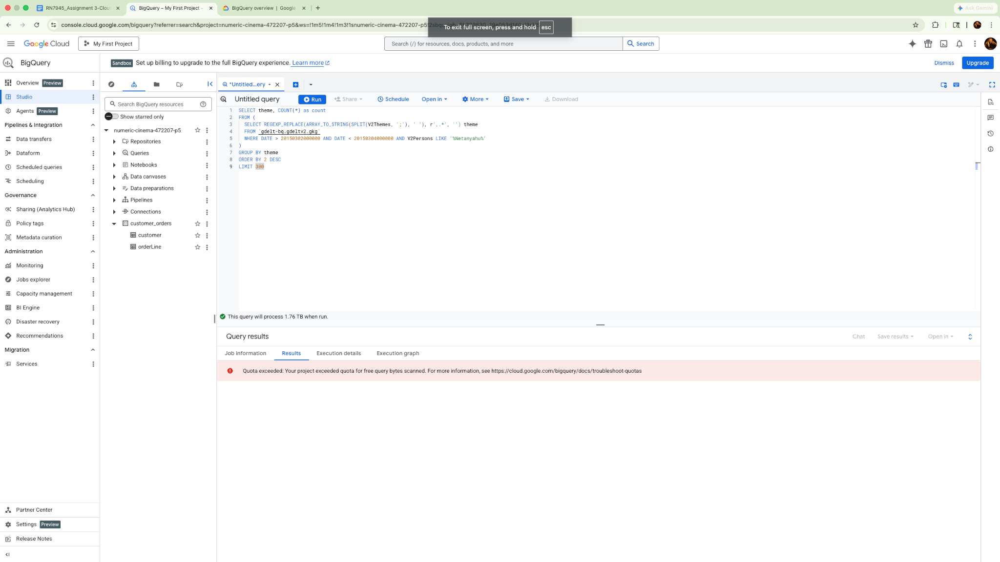 RN7945_Assignment 3-Clou
BigQuery – My First Project –
BigQuery overview | Google
Ask Gemini
console.cloud.google.com/bigquery?referrer=search&project=numeric-cinema-472207-p5&ws=!1m5!1m4!1m3!1snumeric-cinema-472207-p5
To exit full screen, press and hold esc
Google Cloud
My First Project
Search (/) for resources, docs, products, and more
Search
BigQuery
Sandbox Set up billing to upgrade to the full BigQuery experience. Learn more
Dismiss
Upgrade
Overview Preview
Studio
Agents Preview
Pipelines & Integration
Data transfers
Dataform
Scheduled queries
Scheduling
Governance
Sharing (Analytics Hub)
Policy tags
Metadata curation
Administration
Monitoring
Jobs explorer
Capacity management
BI Engine
Disaster recovery
Recommendations
Migration
Services
Partner Center
Settings Preview
Release Notes
Search BigQuery resources
Show starred only
numeric-cinema-472207-p5
Repositories
Queries
Notebooks
Data canvases
Data preparations
Pipelines
Connections
customer_orders
customer
orderLine
*Untitled...ery
Untitled query
Run
Share
Schedule
Open in
More
Save
Download
1 SELECT theme, COUNT(*) as count
2 FROM (
3 SELECT REGEXP_REPLACE(ARRAY_TO_STRING(SPLIT(V2Themes, ';'), ' '), r',.*', '') theme
4 FROM `gdelt-bq.gdeltv2.gkg`
5 WHERE DATE > 20150302000000 AND DATE < 20150304000000 AND V2Persons LIKE '%Netanyahu%'
6 )
7 GROUP BY theme
8 ORDER BY 2 DESC
9 LIMIT 300
This query will process 1.76 TB when run.
Query results
Chat
Save results
Open in
Job information
Results
Execution details
Execution graph
Quota exceeded: Your project exceeded quota for free query bytes scanned. For more information, see https://cloud.google.com/bigquery/docs/troubleshoot-quotas